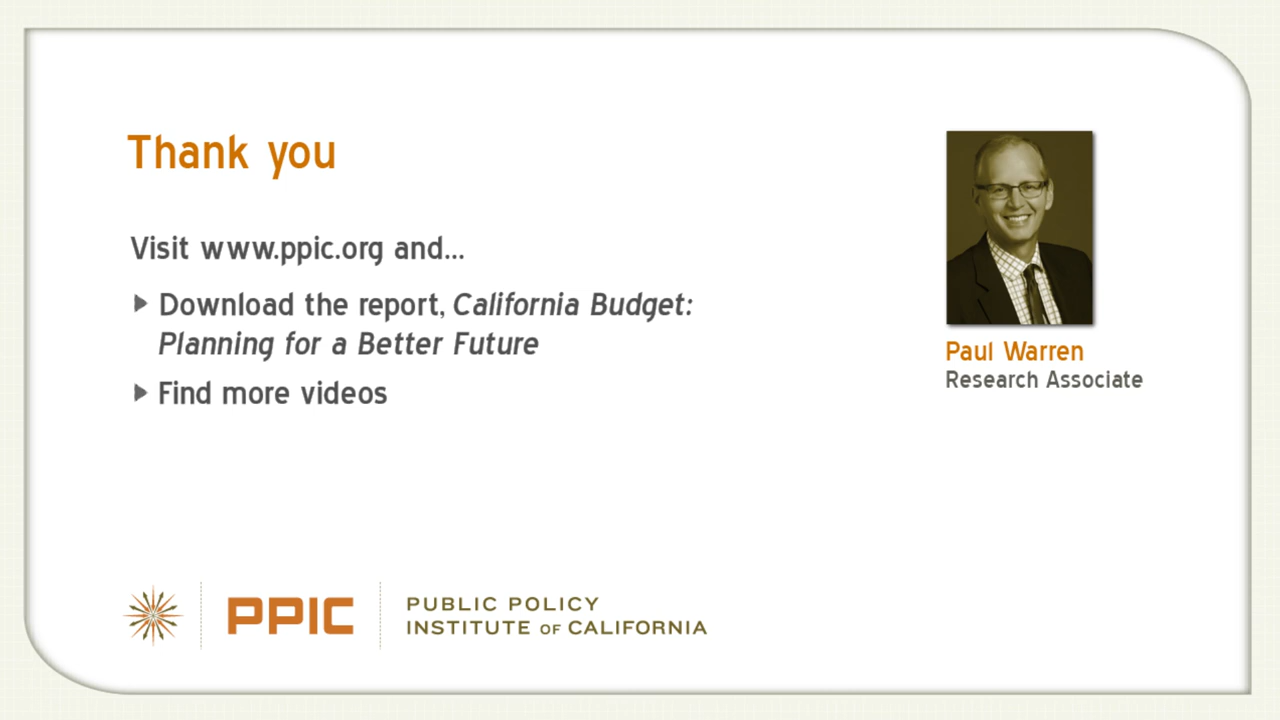 Thank you
Visit www.ppic.org and...
Download the report, California Budget:
Planning for a Better Future
Find more videos
Paul Warren
Research Associate
PPIC
PUBLIC POLICY
INSTITUTE OF CALIFORNIA